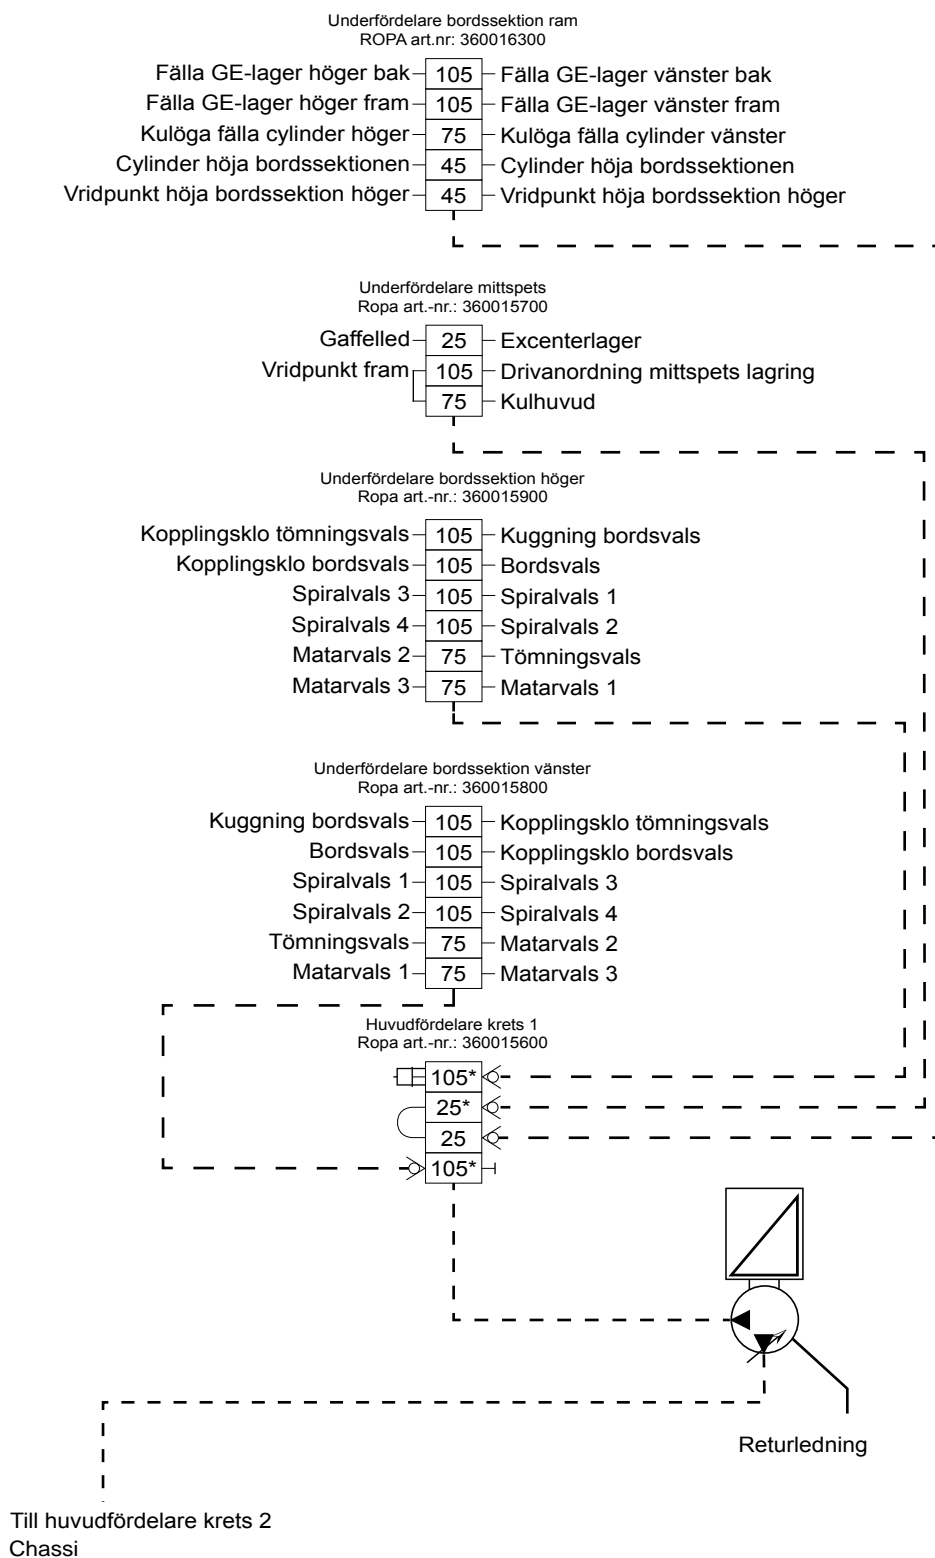 Underfördelare bordssektion ram
ROPA art.nr: 360016300
Fälla GE-lager höger bak 105 Fälla GE-lager vänster bak
Fälla GE-lager höger fram 105 Fälla GE-lager vänster fram
Kulöga fälla cylinder höger 75 Kulöga fälla cylinder vänster
Cylinder höja bordssektionen 45 Cylinder höja bordssektionen
Vridpunkt höja bordssektion höger 45 Vridpunkt höja bordssektion höger
Underfördelare mittspets
Ropa art.-nr.: 360015700
Gaffelled 25 Excenterlager
Vridpunkt fram 105 Drivanordning mittspets lagring
75 Kulhuvud
Underfördelare bordssektion höger
Ropa art.-nr.: 360015900
Kopplingsklo tömningsvals 105 Kuggning bordsvals
Kopplingsklo bordsvals 105 Bordsvals
Spiralvals 3 105 Spiralvals 1
Spiralvals 4 105 Spiralvals 2
Matarvals 2 75 Tömningsvals
Matarvals 3 75 Matarvals 1
Underfördelare bordssektion vänster
Ropa art.-nr.: 360015800
Kuggning bordsvals 105 Kopplingsklo tömningsvals
Bordsvals 105 Kopplingsklo bordsvals
Spiralvals 1 105 Spiralvals 3
Spiralvals 2 105 Spiralvals 4
Tömningsvals 75 Matarvals 2
Matarvals 1 75 Matarvals 3
Huvudfördelare krets 1
Ropa art.-nr.: 360015600
105*
25*
25
105*
Returledning
Till huvudfördelare krets 2
Chassi